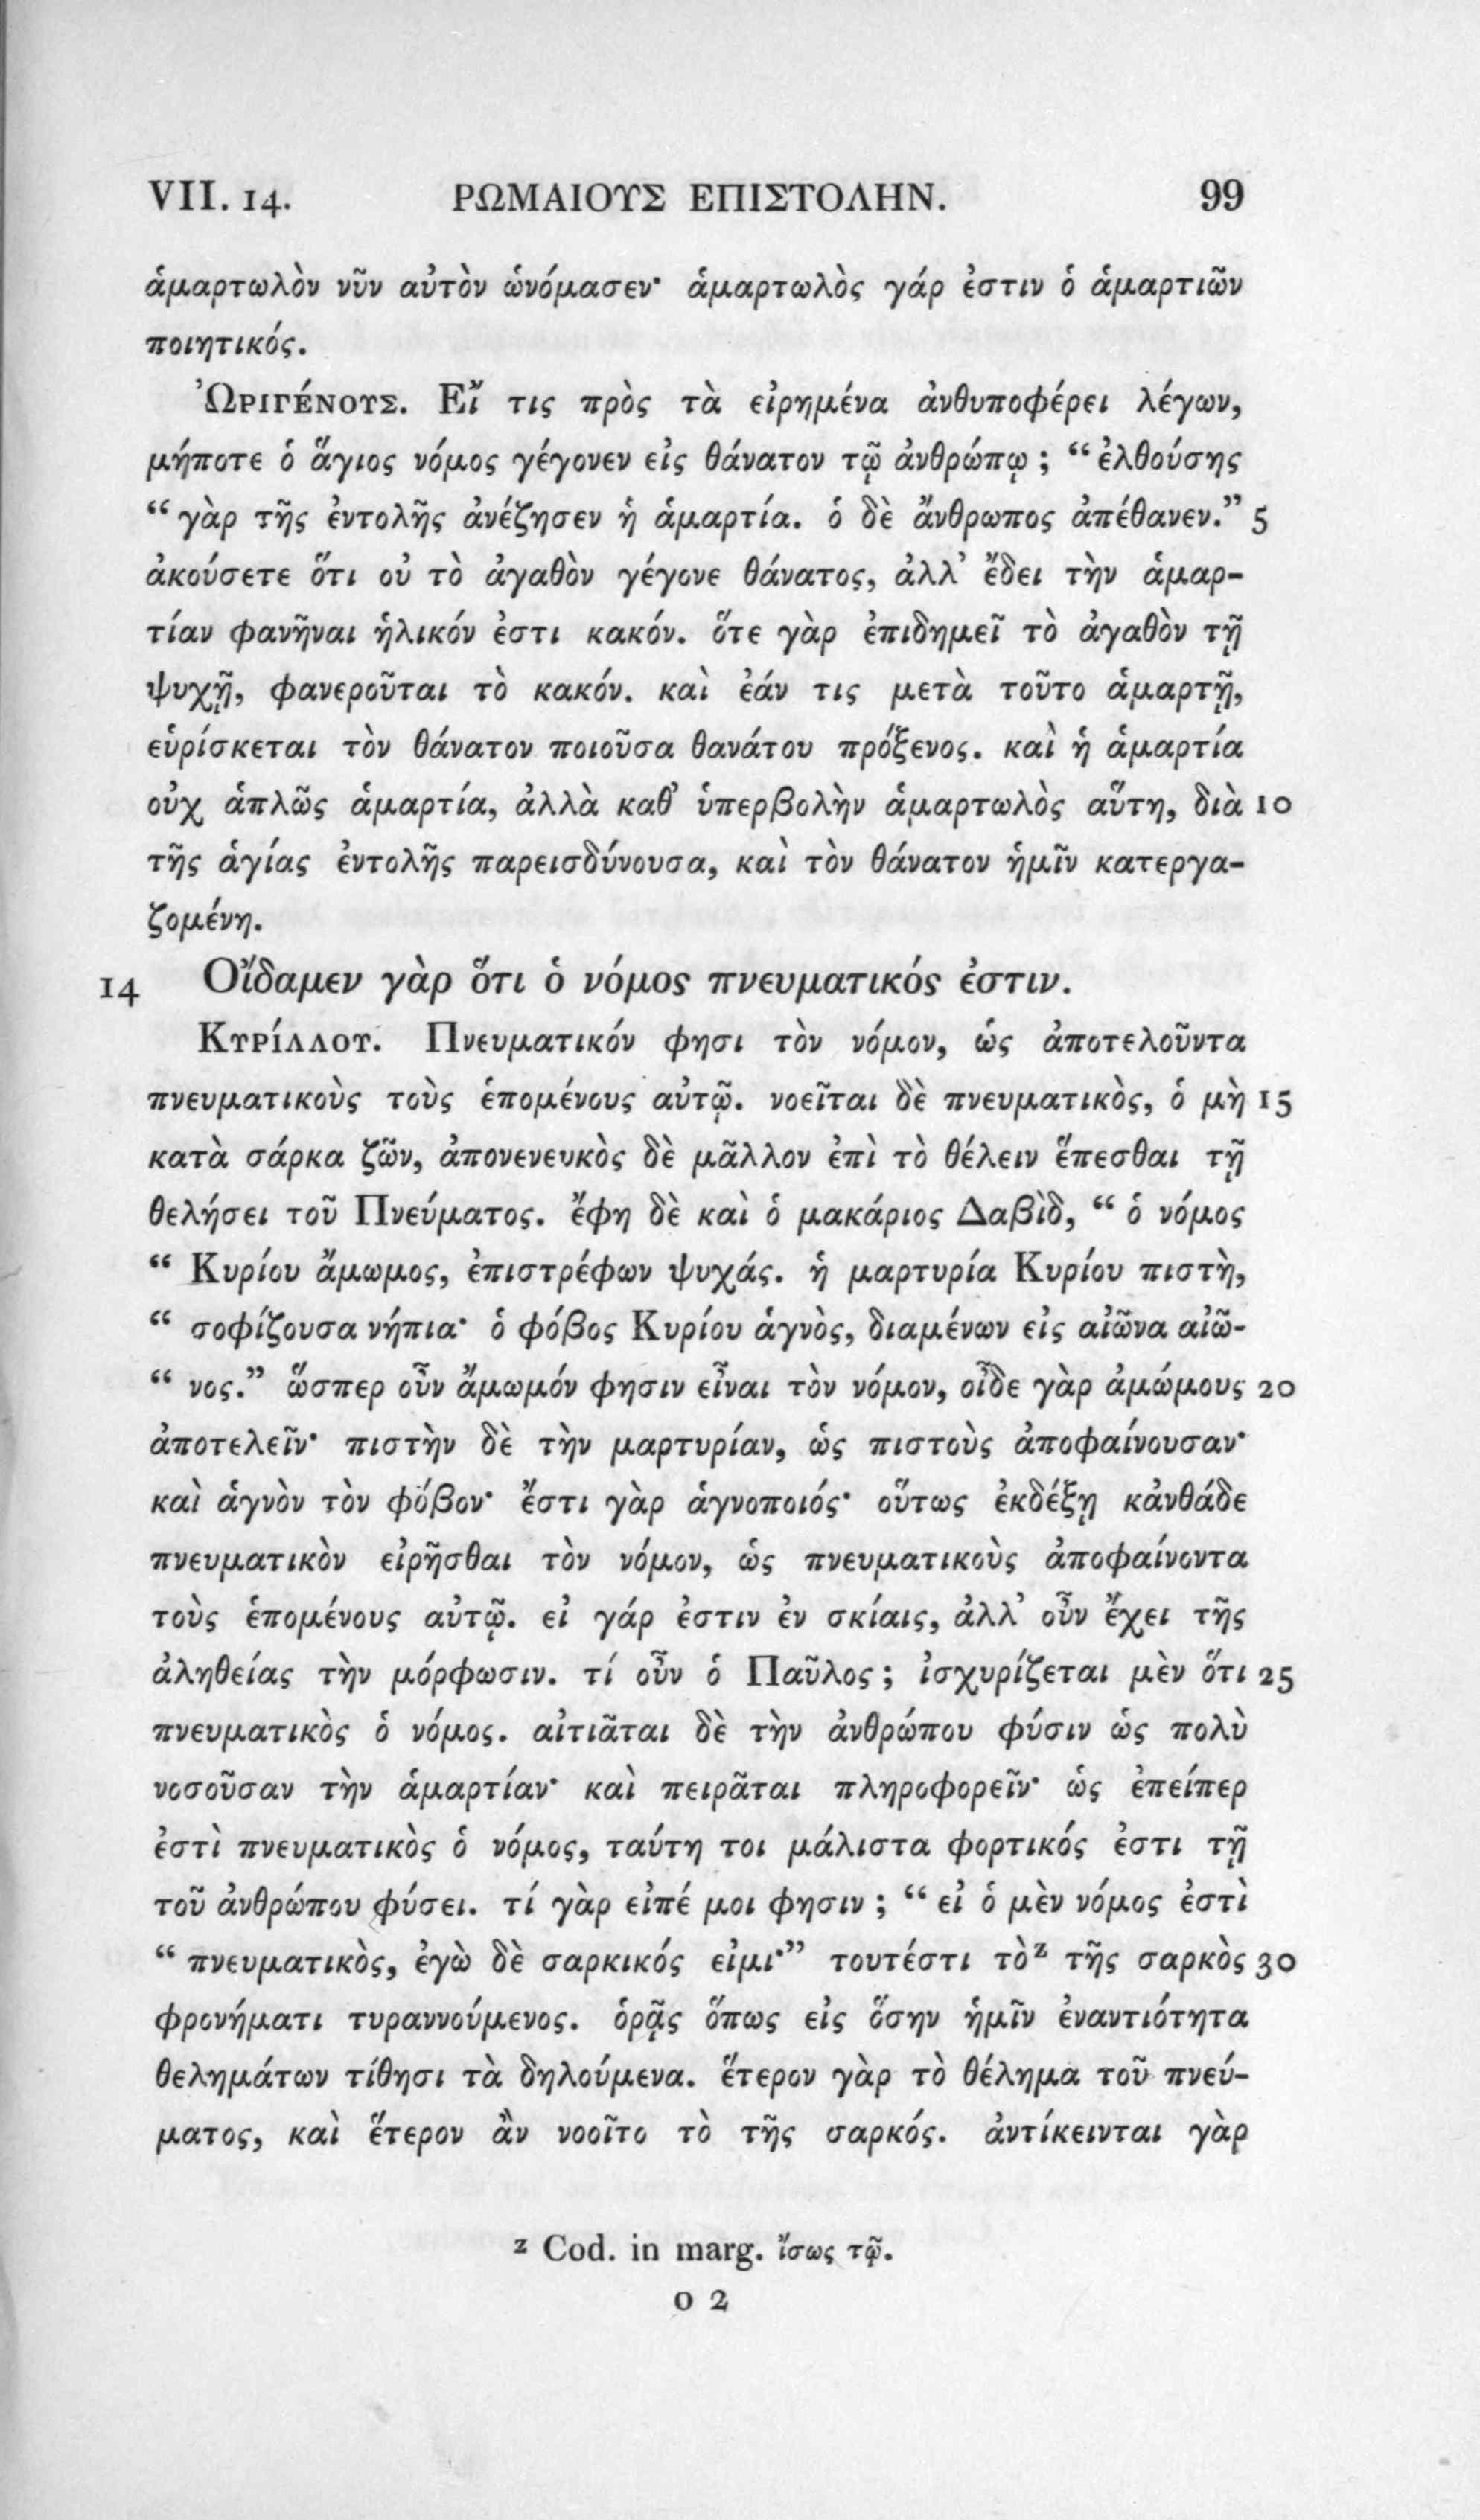 VII. 14. ΡΩΜΑΙΟΥΣ ΕΠΙΣΤΟΛΗΝ. 99
ἁμαρτωλὸν νῦν αὐτὸν ὠνόμασεν· ἁμαρτωλὸς γάρ ἐστιν ὁ ἁμαρτιῶν
ποιητικός.
ὨΡΙΓΈΝΟΥΣ. Εἴ τις πρὸς τὰ εἰρημένα ἀνθυποφέρει λέγων,
μήποτε ὁ ἅγιος νόμος γέγονεν εἰς θάνατον τῷ ἀνθρώπῳ ; “ ἐλθούσης
“ γὰρ τῆς ἐντολῆς ἀνέζησεν ἡ ἁμαρτία. ὁ δὲ ἄνθρωπος ἀπέθανεν.” 5
ἀκούσετε ὅτι οὐ τὸ ἀγαθὸν γέγονε θάνατος, ἀλλ᾽ ἔδει τὴν ἁμαρ-
τίαν φανῆναι ἡλικόν ἐστι κακόν. ὅτε γὰρ ἐπιδημεῖ τὸ ἀγαθὸν τῇ
ψυχῇ, φανεροῦται τὸ κακόν. καὶ ἐάν τις μετὰ τοῦτο ἁμαρτῇ,
εὑρίσκεται τὸν θάνατον ποιοῦσα θανάτου πρόξενος. καὶ ἡ ἁμαρτία
οὐχ ἁπλῶς ἁμαρτία, ἀλλὰ καθ᾽ ὑπερβολὴν ἁμαρτωλὸς αὕτη, διὰ 10
τῆς ἁγίας ἐντολῆς παρεισδύνουσα, καὶ τὸν θάνατον ἡμῖν κατεργα-
ζομένη.
14 Οἴδαμεν γὰρ ὅτι ὁ νόμος πνευματικός ἐστιν.
ΚΥΡΊΛΛΟΥ. Πνευματικόν φησι τὸν νόμον, ὡς ἀποτελοῦντα
πνευματικοὺς τοὺς ἑπομένους αὐτῷ. νοεῖται δὲ πνευματικὸς, ὁ μὴ 15
κατὰ σάρκα ζῶν, ἀπονενευκὸς δὲ μᾶλλον ἐπὶ τὸ θέλειν ἕπεσθαι τῇ
θελήσει τοῦ Πνεύματος. ἔφη δὲ καὶ ὁ μακάριος Δαβὶδ, “ ὁ νόμος
“ Κυρίου ἄμωμος, ἐπιστρέφων ψυχάς. ἡ μαρτυρία Κυρίου πιστὴ,
“ σοφίζουσα νήπια· ὁ φόβος Κυρίου ἁγνὸς, διαμένων εἰς αἰῶνα αἰῶ-
“ νος.” ὥσπερ οὖν ἄμωμόν φησιν εἶναι τὸν νόμον, οἶδε γὰρ ἀμώμους 20
ἀποτελεῖν· πιστὴν δὲ τὴν μαρτυρίαν, ὡς πιστοὺς ἀποφαίνουσαν·
καὶ ἁγνὸν τὸν φόβον· ἔστι γὰρ ἁγνοποιός· οὕτως ἐκδέξῃ κἀνθάδε
πνευματικὸν εἰρῆσθαι τὸν νόμον, ὡς πνευματικοὺς ἀποφαίνοντα
τοὺς ἑπομένους αὐτῷ. εἰ γάρ ἐστιν ἐν σκίαις, ἀλλ᾽ οὖν ἔχει τῆς
ἀληθείας τὴν μόρφωσιν. τί οὖν ὁ Παῦλος ; ἰσχυρίζεται μὲν ὅτι 25
πνευματικὸς ὁ νόμος. αἰτιᾶται δὲ τὴν ἀνθρώπου φύσιν ὡς πολὺ
νοσοῦσαν τὴν ἁμαρτίαν· καὶ πειρᾶται πληροφορεῖν· ὡς ἐπείπερ
ἐστὶ πνευματικὸς ὁ νόμος, ταύτη τοι μάλιστα φορτικός ἐστι τῇ
τοῦ ἀνθρώπου φύσει. τί γὰρ εἰπέ μοι φησιν ; “ εἰ ὁ μὲν νόμος ἐστὶ
“ πνευματικὸς, ἐγὼ δὲ σαρκικός εἰμι·” τουτέστι τὸᶻ τῆς σαρκὸς 30
φρονήματι τυραννούμενος. ὁρᾷς ὅπως εἰς ὅσην ἡμῖν ἐναντιότητα
θελημάτων τίθησι τὰ δηλούμενα. ἕτερον γὰρ τὸ θέλημα τοῦ πνεύ-
ματος, καὶ ἕτερον ἂν νοοῖτο τὸ τῆς σαρκός. ἀντίκεινται γὰρ
ᶻ Cod. in marg. ἴσως τῷ.
O 2